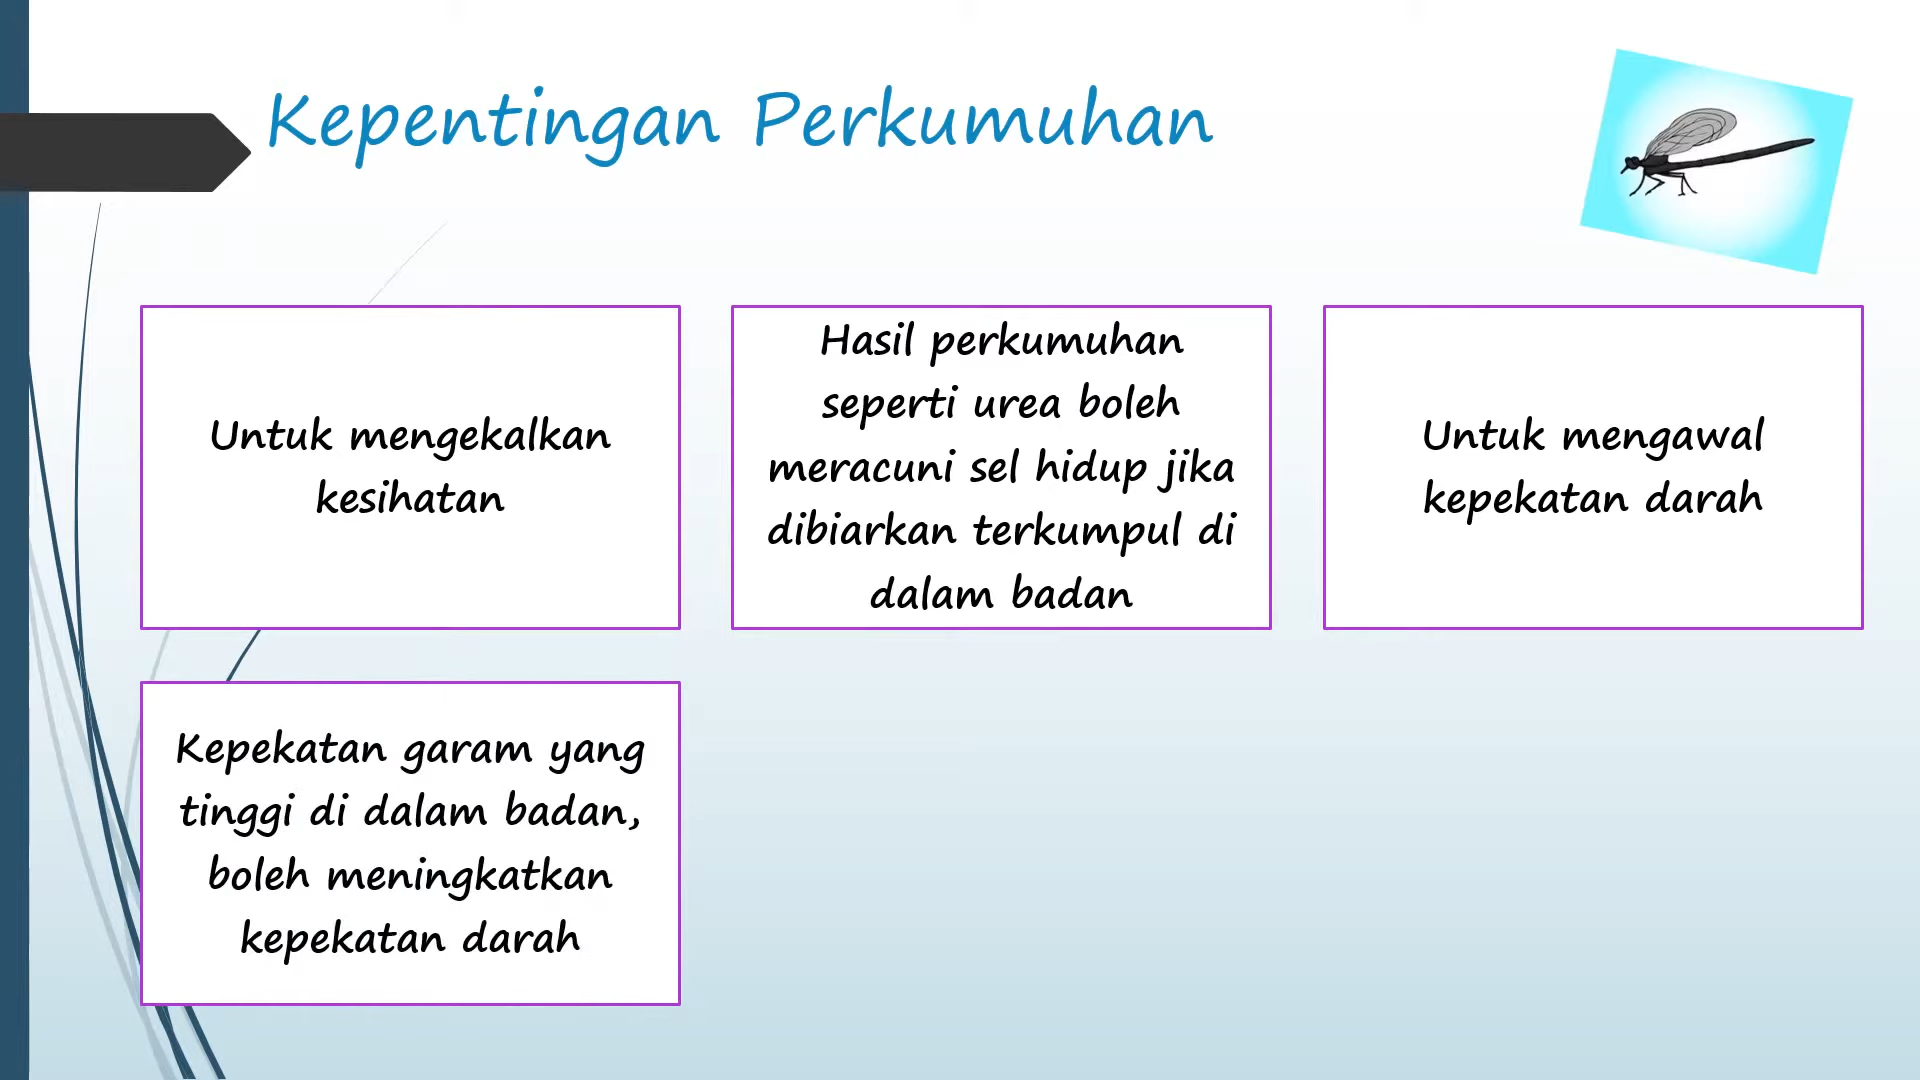 Kepentingan Perkumuhan
Untuk mengekalkan
kesihatan
Hasil perkumuhan
seperti urea boleh
meracuni sel hidup jika
dibiarkan terkumpul di
dalam badan
Untuk mengawal
kepekatan darah
Kepekatan garam yang
tinggi di dalam badan,
boleh meningkatkan
kepekatan darah